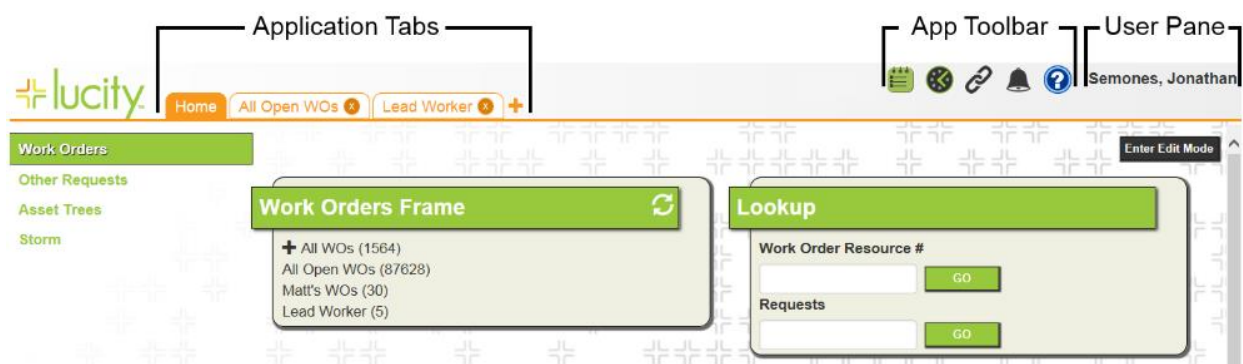 Application Tabs
App Toolbar
User Pane
lucity
Home
All Open WOs x
Lead Worker x
?
Semones, Jonathan
Work Orders
Other Requests
Asset Trees
Storm
Enter Edit Mode
Work Orders Frame
All WOs (1564)
All Open WOs (87628)
Matt's WOs (30)
Lead Worker (5)
Lookup
Work Order Resource #
GO
Requests
GO